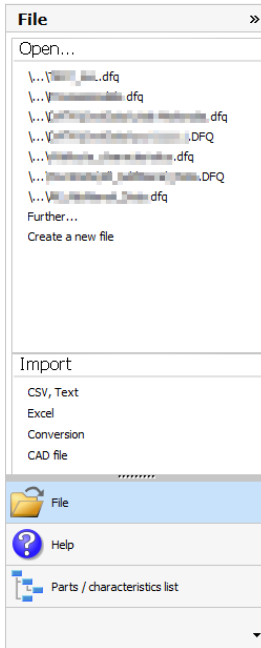 File »
Open...
\...\ .dfq
\...\ .dfq
\...\ .dfq
\...\ .DFQ
\...\ .dfq
\...\ .DFQ
\...\ .dfq
Further...
Create a new file
Import
CSV, Text
Excel
Conversion
CAD file
File
Help
Parts / characteristics list